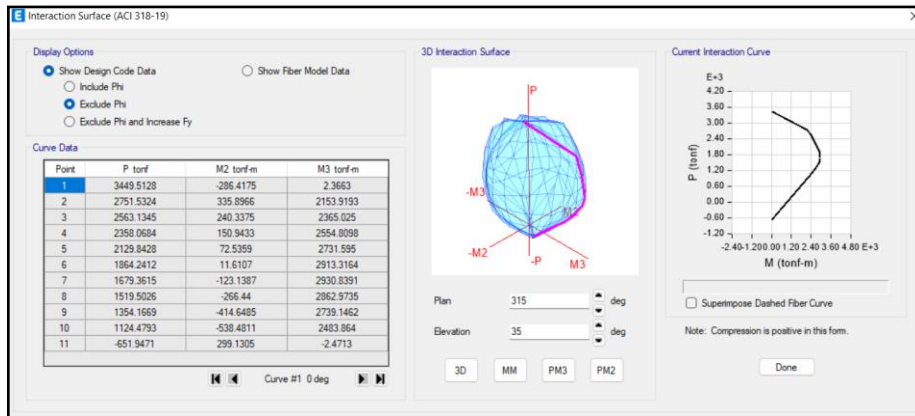 E Interaction Surface (ACI 318-19)
Display Options
Show Design Code Data Show Fiber Model Data
Include Phi
Exclude Phi
Exclude Phi and Increase Fy
Curve Data
Point P tonf M2 tonf-m M3 tonf-m
1 3449.5128 -286.4175 2.3663
2 2751.5324 335.8966 2153.9193
3 2563.1345 240.3375 2365.025
4 2358.0684 150.9433 2554.8098
5 2129.8428 72.5359 2731.595
6 1864.2412 11.6107 2913.3164
7 1679.3615 -123.1387 2930.8391
8 1519.5026 -266.44 2862.9735
9 1354.1669 -414.6485 2739.1462
10 1124.4793 -538.4811 2483.864
11 -651.9471 299.1305 -2.4713
Curve #1 0 deg
3D Interaction Surface
P
-M3
M2
-M2
-P
M3
Plan 315 deg
Elevation 35 deg
3D MM PM3 PM2
Current Interaction Curve
E+3
4.20
3.60
3.00
2.40
1.80
1.20
0.60
0.00
-0.60
-1.20
P (tonf)
-2.40 -1.20 0.00 1.20 2.40 3.60 4.80 E+3
M (tonf-m)
Superimpose Dashed Fiber Curve
Note: Compression is positive in this form.
Done